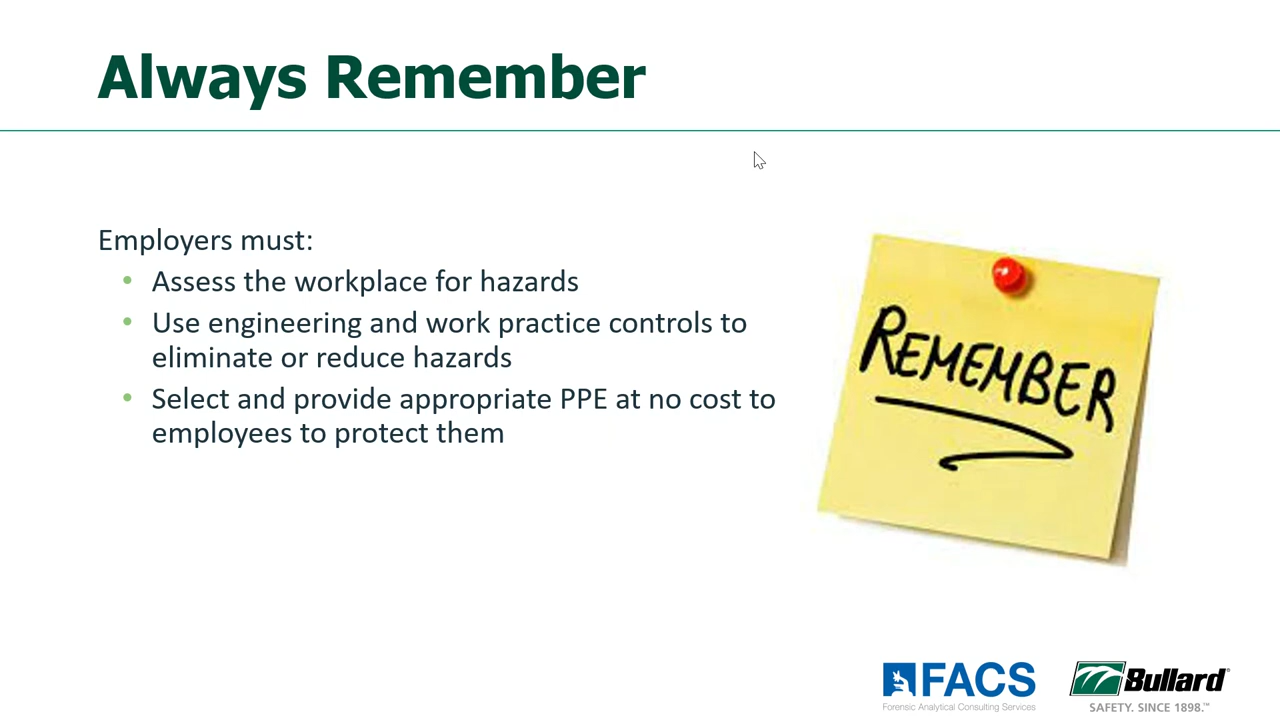 Always Remember
Employers must:
• Assess the workplace for hazards
• Use engineering and work practice controls to
eliminate or reduce hazards
• Select and provide appropriate PPE at no cost to
employees to protect them
REMEMBER
FACS
Forensic Analytical Consulting Services
Bullard®
SAFETY. SINCE 1898.™